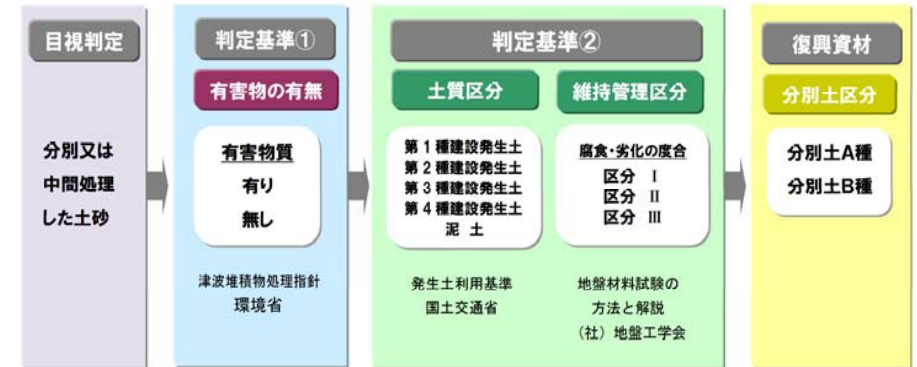 目視判定
分別又は
中間処理
した土砂
判定基準①
有害物の有無
有害物質
有り
無し
津波堆積物処理指針
環境省
判定基準②
土質区分
第1種建設発生土
第2種建設発生土
第3種建設発生土
第4種建設発生土
泥 土
発生土利用基準
国土交通省
維持管理区分
腐食・劣化の度合
区分 Ⅰ
区分 Ⅱ
区分 Ⅲ
地盤材料試験の
方法と解説
（社）地盤工学会
復興資材
分別土区分
分別土A種
分別土B種